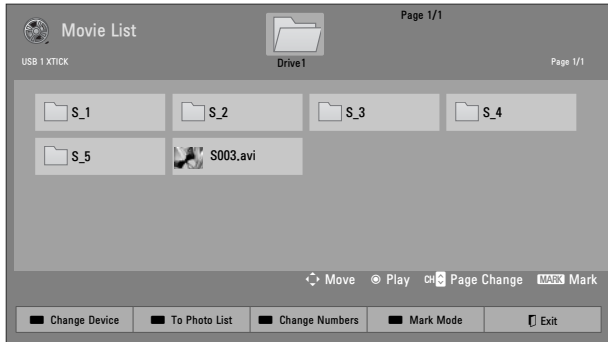 Page 1/1
Movie List
USB 1 XTICK
Drive1
Page 1/1
S_1
S_2
S_3
S_4
S_5
S003.avi
Move
Play
CH Page Change
MARK Mark
Change Device
To Photo List
Change Numbers
Mark Mode
Exit